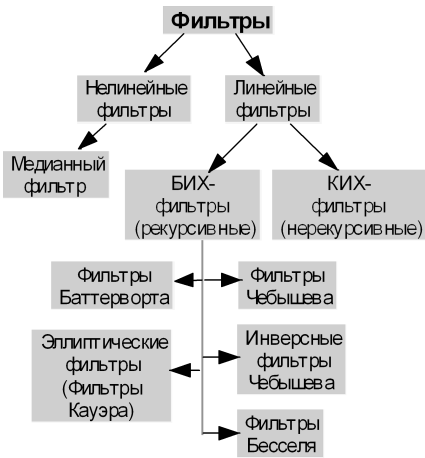 Фильтры
Нелинейные
фильтры
Линейные
фильтры
Медианный
фильтр
БИХ-
фильтры
(рекурсивные)
КИХ-
фильтры
(нерекурсивные)
Фильтры
Баттерворта
Фильтры
Чебышева
Эллиптические
фильтры
(Фильтры
Кауэра)
Инверсные
фильтры
Чебышева
Фильтры
Бесселя